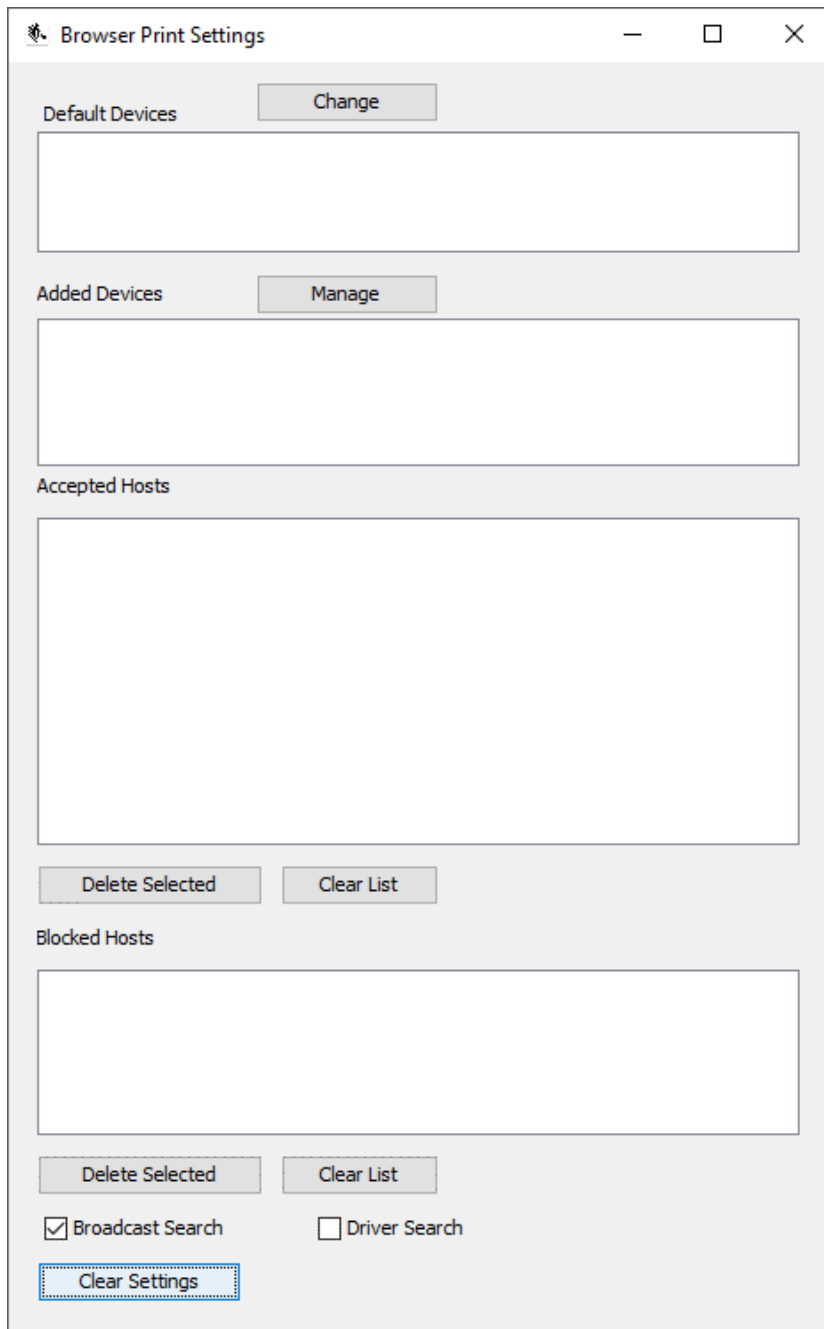 Browser Print Settings
Default Devices Change
Added Devices Manage
Accepted Hosts
Delete Selected Clear List
Blocked Hosts
Delete Selected Clear List
Broadcast Search Driver Search
Clear Settings